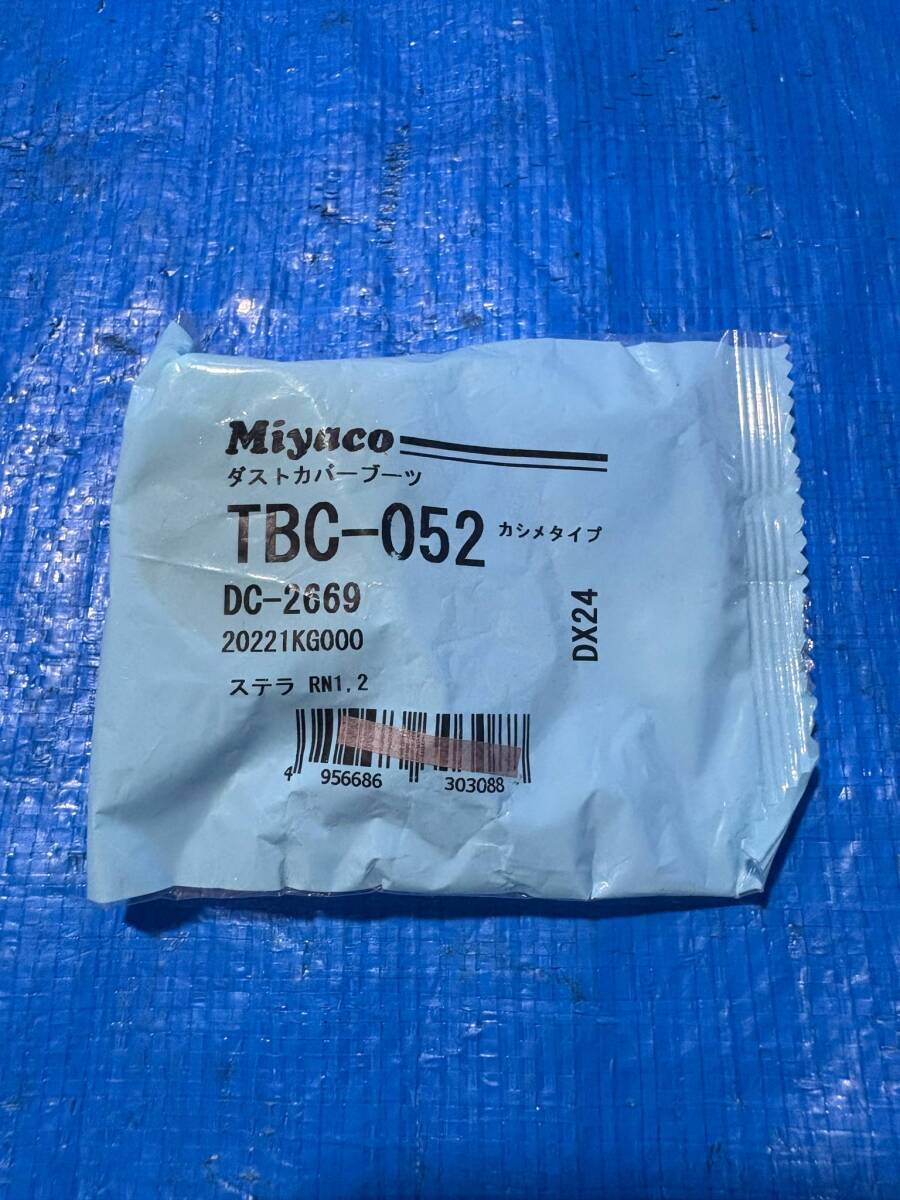 Miyaco
ダストカバーブーツ
TBC-052 カシメタイプ
DC-2669
20221KG000
DX24
ステラ RN1,2
4 956686 303088